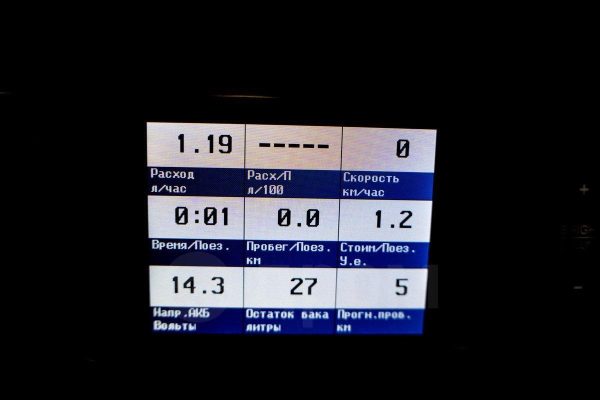 1.19 ----- 0
Расход Расх/П Скорость
л/час л/100 км/час
0:01 0.0 1.2
Время/Поез. Пробег/Поез. Стоим/Поез.
км У.е.
14.3 27 5
Напр.АКБ Остаток бака Прогн.проб.
Вольты литры км
+
-